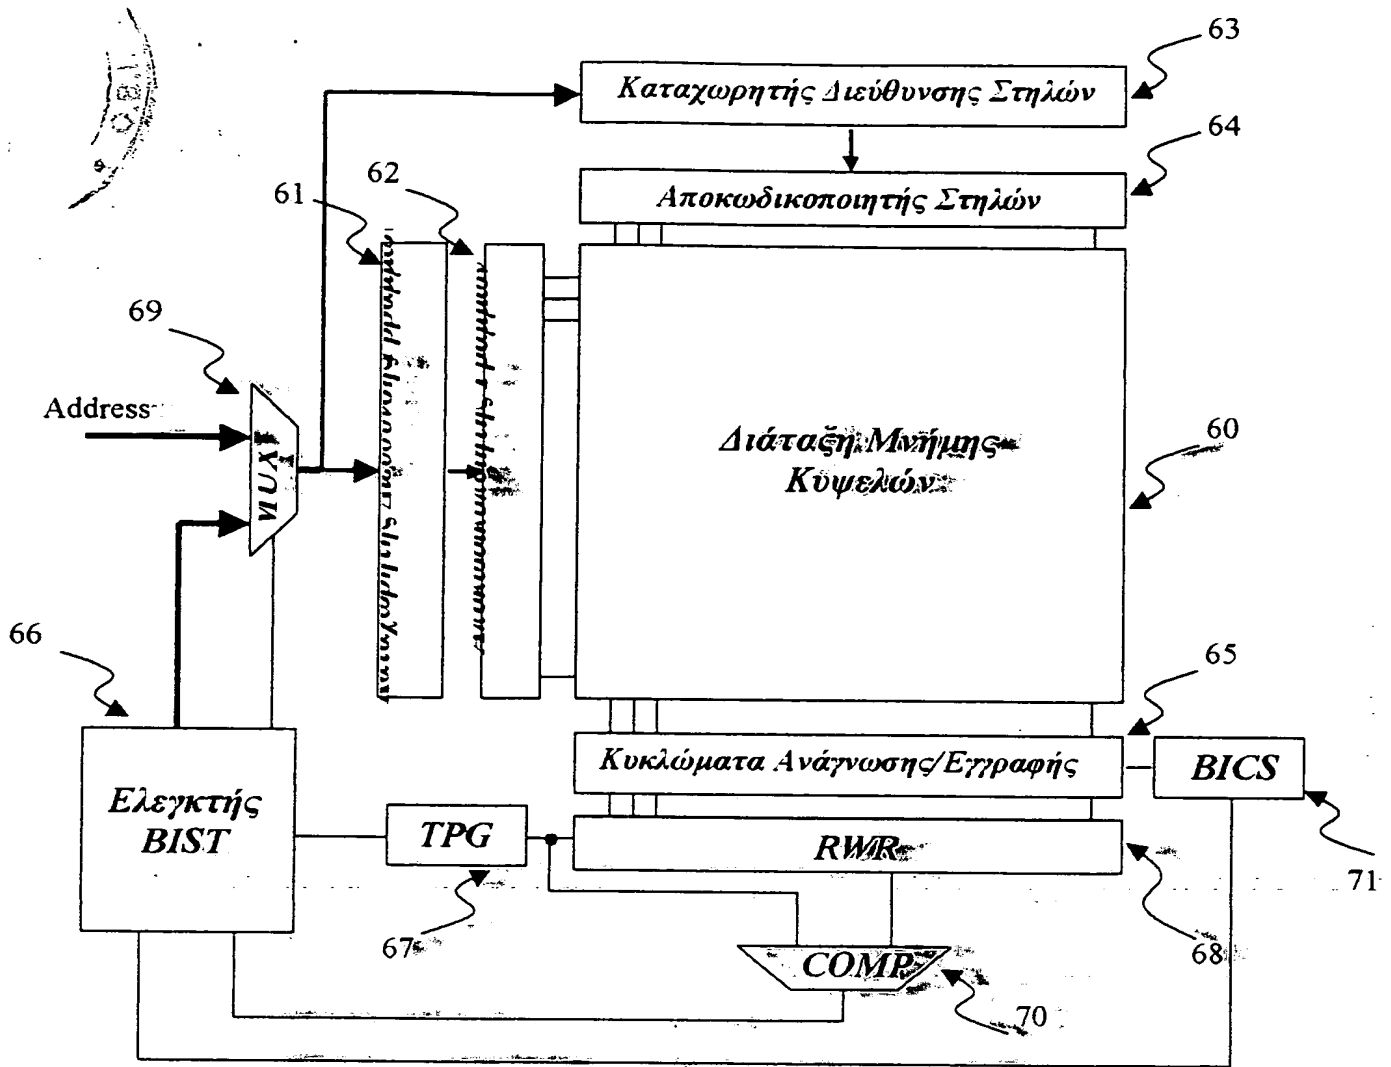 63
Καταχωρητής Διεύθυνσης Στηλών
64
Αποκωδικοποιητής Στηλών
61
62
69
Address
MUX
Διάταξη Μνήμης
Κυψελών
60
66
65
Κυκλώματα Ανάγνωσης/Εγγραφής
BICS
Ελεγκτής
BIST
TPG
RWR
71
67
68
COMP
70